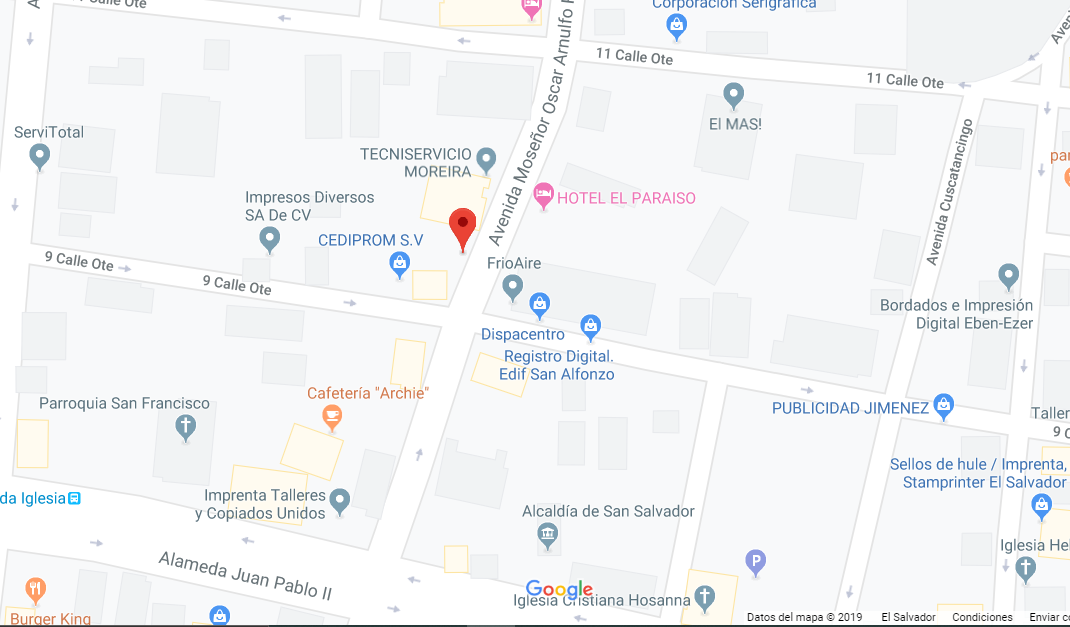 Calle Ote
Corporación Serigráfica
11 Calle Ote
11 Calle Ote
Avenida Moseñor Oscar Arnulfo
El MAS!
ServiTotal
TECNISERVICIO
MOREIRA
Avenida Cuscatancingo
Impresos Diversos
SA De CV
HOTEL EL PARAISO
CEDIPROM S.V
9 Calle Ote
9 Calle Ote
FrioAire
Bordados e Impresión
Digital Eben-Ezer
Dispacentro
Registro Digital.
Edif San Alfonzo
Cafetería "Archie"
Parroquia San Francisco
PUBLICIDAD JIMENEZ
Taller
9 C
Sellos de hule / Imprenta,
Stamprinter El Salvador
da Iglesia
Imprenta Talleres
y Copiados Unidos
Alcaldía de San Salvador
P
Iglesia Hel
Alameda Juan Pablo II
Google
Iglesia Cristiana Hosanna
Burger King
Datos del mapa © 2019 El Salvador Condiciones Enviar c